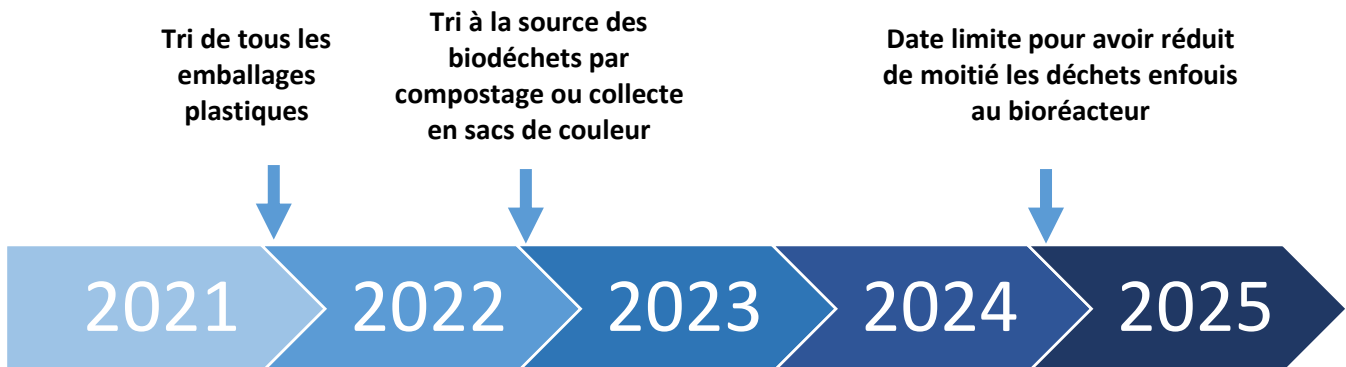 Tri de tous les
emballages
plastiques
Tri à la source des
biodéchets par
compostage ou collecte
en sacs de couleur
Date limite pour avoir réduit
de moitié les déchets enfouis
au bioréacteur
2021
2022
2023
2024
2025